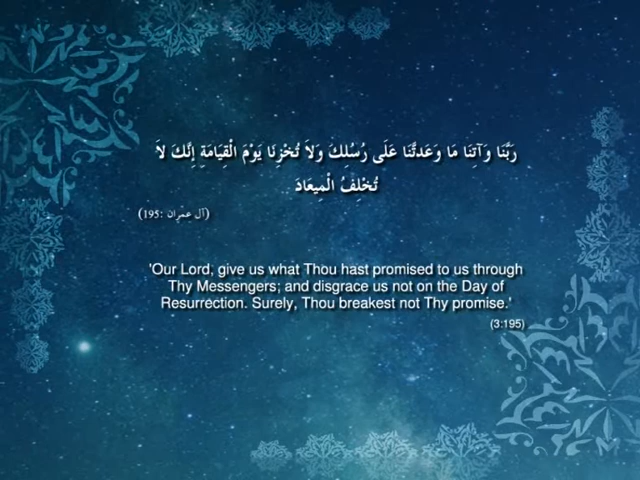 رَبَّنَا وَآتِنَا مَا وَعَدتَّنَا عَلَى رُسُلِكَ وَلاَ تُخْزِنَا يَوْمَ الْقِيَامَةِ إِنَّكَ لاَ
تُخْلِفُ الْمِيعَادَ
(آل عِمْرِان :195)
'Our Lord, give us what Thou hast promised to us through
Thy Messengers; and disgrace us not on the Day of
Resurrection. Surely, Thou breakest not Thy promise.'
(3:195)